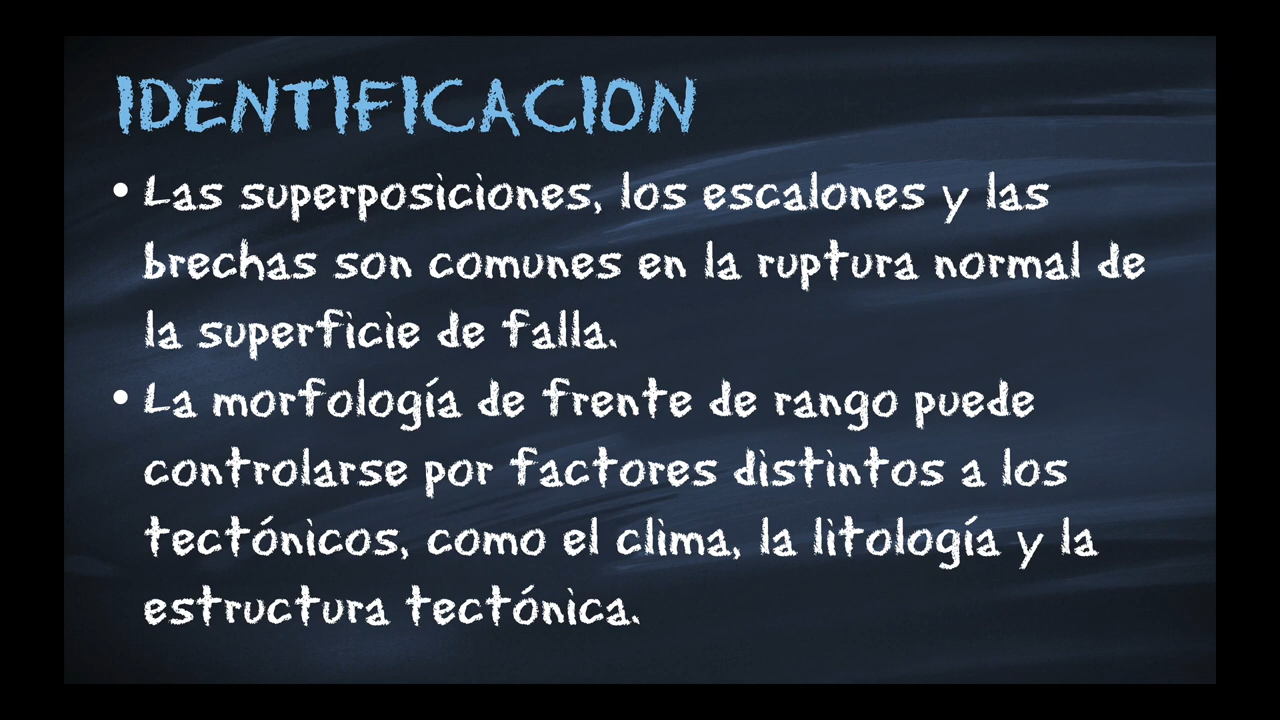 IDENTIFICACION
• Las superposiciones, los escalones y las
brechas son comunes en la ruptura normal de
la superficie de falla.
• La morfología de frente de rango puede
controlarse por factores distintos a los
tectónicos, como el clima, la litología y la
estructura tectónica.